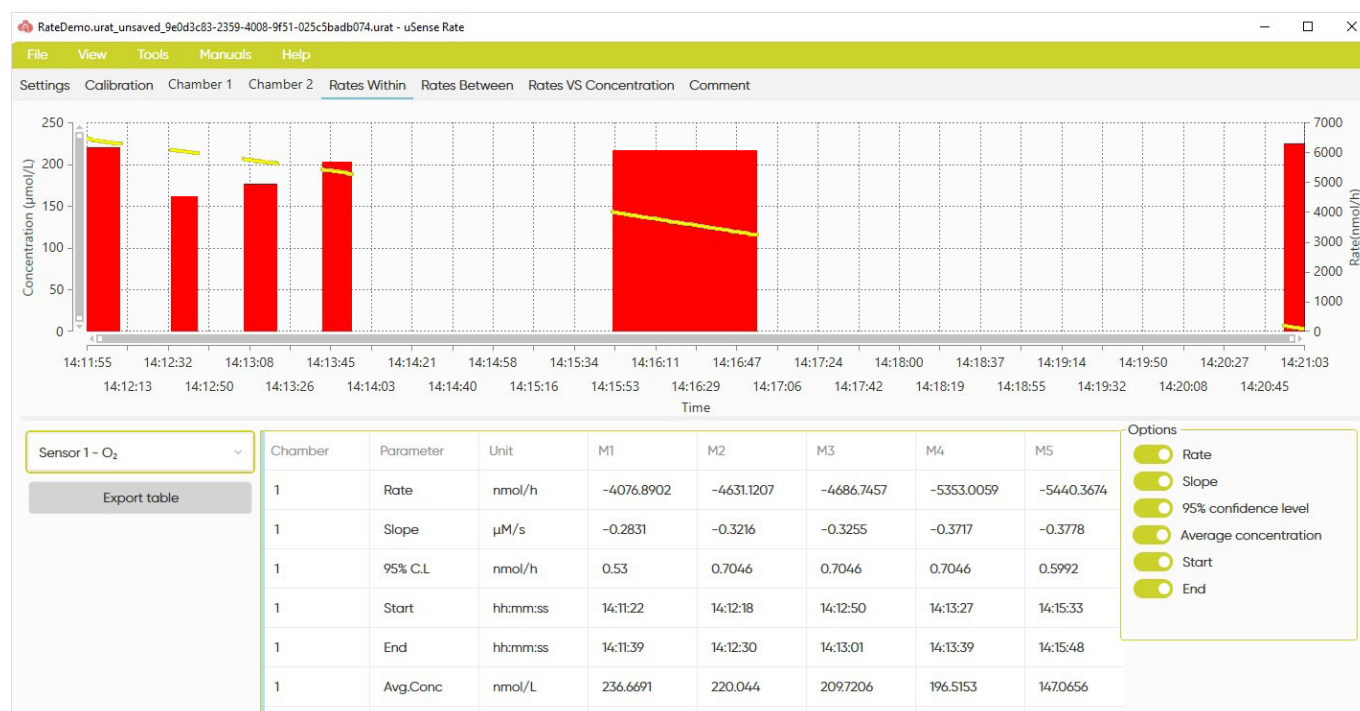 RateDemo.urat_unsaved_9e0d3c83-2359-4008-9f51-025c5badb074.urat - uSense Rate
File View Tools Manuals Help
Settings Calibration Chamber 1 Chamber 2 Rates Within Rates Between Rates VS Concentration Comment
Concentration (µmol/L)
250
200
150
100
50
0
7000
6000
5000
4000
3000
2000
1000
0
Rate(nmol/h)
14:11:55 14:12:32 14:13:08 14:13:45 14:14:21 14:14:58 14:15:34 14:16:11 14:16:47 14:17:24 14:18:00 14:18:37 14:19:14 14:19:50 14:20:27 14:21:03
14:12:13 14:12:50 14:13:26 14:14:03 14:14:40 14:15:16 14:15:53 14:16:29 14:17:06 14:17:42 14:18:19 14:18:55 14:19:32 14:20:08 14:20:45
Time
Sensor 1 - O₂
Export table
Chamber Parameter Unit M1 M2 M3 M4 M5
1 Rate nmol/h -4076.8902 -4631.1207 -4686.7457 -5353.0059 -5440.3674
1 Slope µM/s -0.2831 -0.3216 -0.3255 -0.3717 -0.3778
1 95% C.L nmol/h 0.53 0.7046 0.7046 0.7046 0.5992
1 Start hh:mm:ss 14:11:22 14:12:18 14:12:50 14:13:27 14:15:33
1 End hh:mm:ss 14:11:39 14:12:30 14:13:01 14:13:39 14:15:48
1 Avg.Conc nmol/L 236.6691 220.044 209.7206 196.5153 147.0656
Options
Rate
Slope
95% confidence level
Average concentration
Start
End